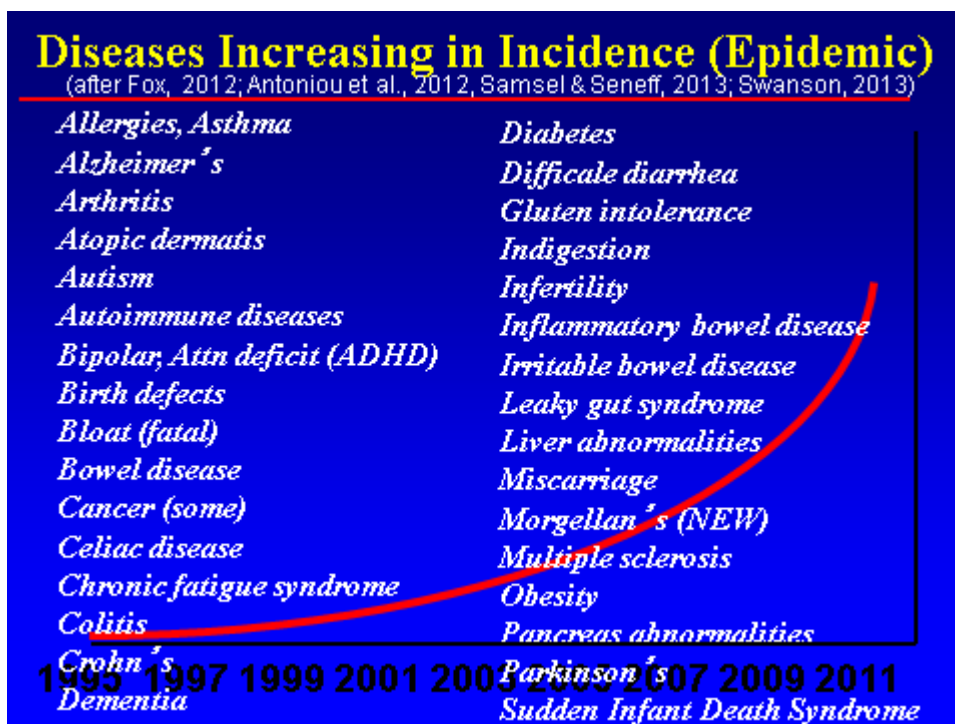 Diseases Increasing in Incidence (Epidemic)
(after Fox, 2012; Antoniou et al., 2012, Samsel & Seneff, 2013; Swanson, 2013)
Allergies, Asthma
Alzheimer´s
Arthritis
Atopic dermatis
Autism
Autoimmune diseases
Bipolar, Attn deficit (ADHD)
Birth defects
Bloat (fatal)
Bowel disease
Cancer (some)
Celiac disease
Chronic fatigue syndrome
Colitis
Crohn´s
Dementia
Diabetes
Difficale diarrhea
Gluten intolerance
Indigestion
Infertility
Inflammatory bowel disease
Irritable bowel disease
Leaky gut syndrome
Liver abnormalities
Miscarriage
Morgellan´s (NEW)
Multiple sclerosis
Obesity
Pancreas abnormalities
Parkinson´s
Sudden Infant Death Syndrome
1995 1997 1999 2001 2003 2005 2007 2009 2011